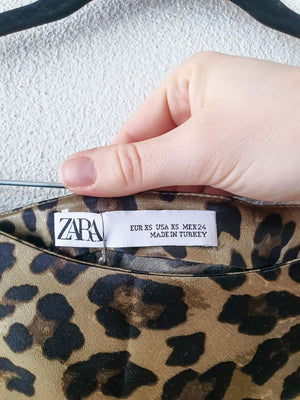 ZARA
EUR XS USA XS MEX 24
MADE IN TURKEY